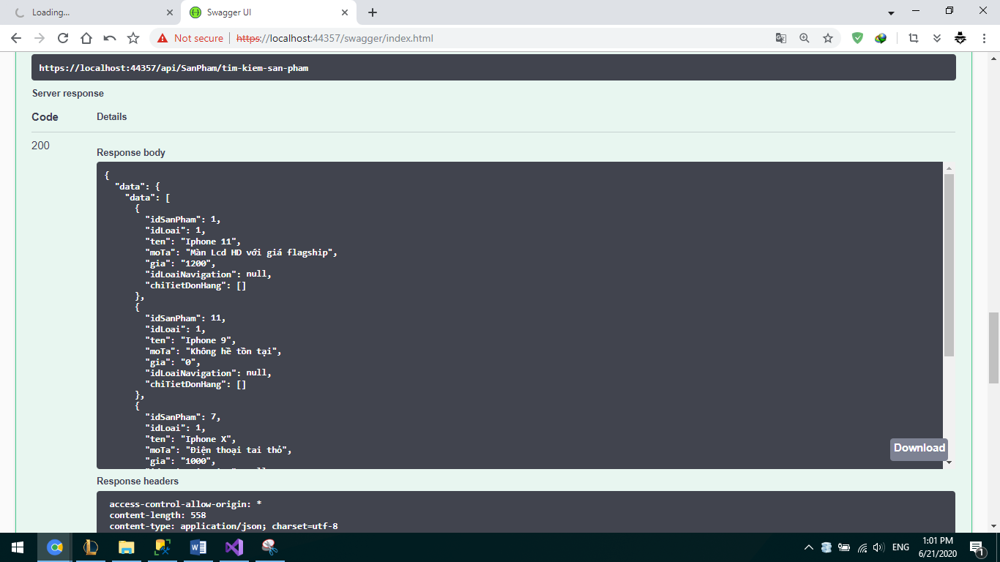 Loading...
Swagger UI
Not secure
https://localhost:44357/swagger/index.html
https://localhost:44357/api/SanPham/tim-kiem-san-pham
Server response
Code Details
200
Response body
{
"data": {
"data": [
{
"idSanPham": 1,
"idLoai": 1,
"ten": "Iphone 11",
"moTa": "Màn Lcd HD với giá flagship",
"gia": "1200",
"idLoaiNavigation": null,
"chiTietDonHang": []
},
{
"idSanPham": 11,
"idLoai": 1,
"ten": "Iphone 9",
"moTa": "Không hề tồn tại",
"gia": "0",
"idLoaiNavigation": null,
"chiTietDonHang": []
},
{
"idSanPham": 7,
"idLoai": 1,
"ten": "Iphone X",
"moTa": "Điện thoại tai thỏ",
"gia": "1000",
Download
Response headers
access-control-allow-origin: *
content-length: 558
content-type: application/json; charset=utf-8
ENG
1:01 PM
6/21/2020
1